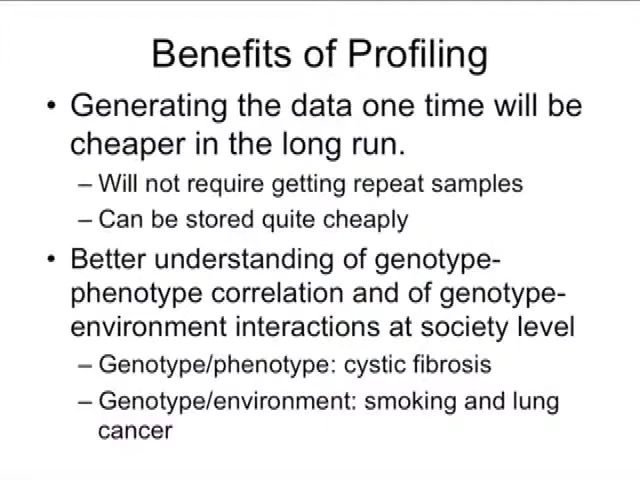 Benefits of Profiling
• Generating the data one time will be
cheaper in the long run.
– Will not require getting repeat samples
– Can be stored quite cheaply
• Better understanding of genotype-
phenotype correlation and of genotype-
environment interactions at society level
– Genotype/phenotype: cystic fibrosis
– Genotype/environment: smoking and lung
cancer